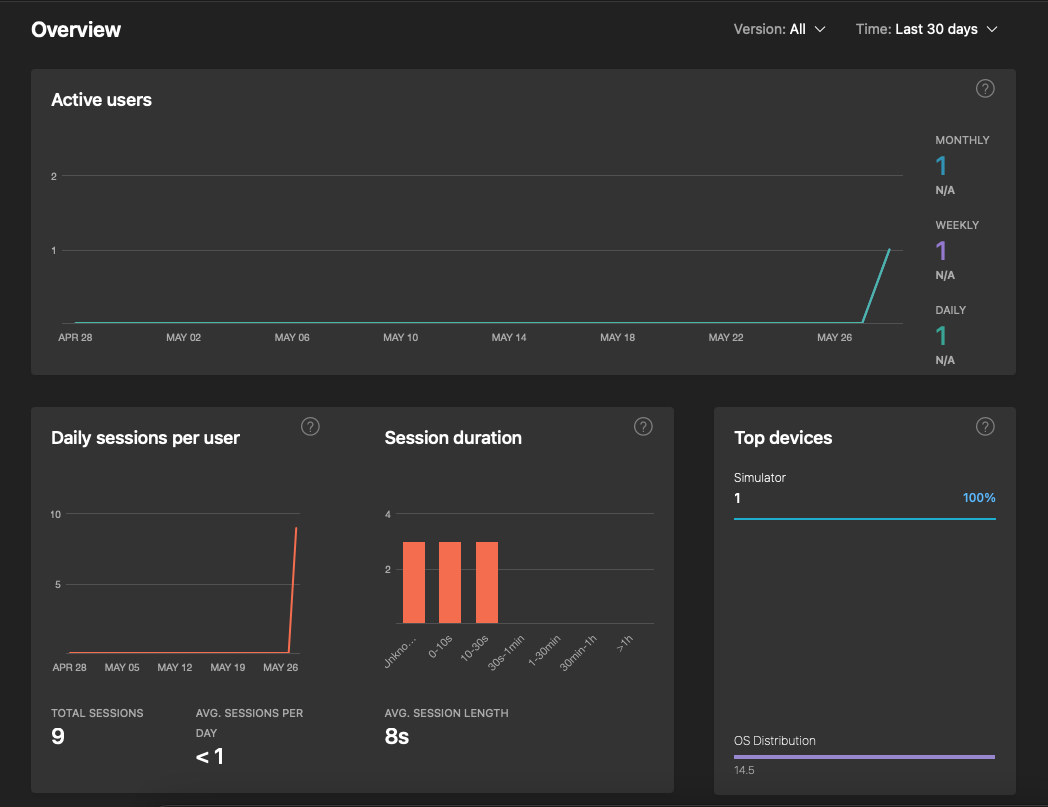 Overview
Version: All
Time: Last 30 days
Active users
?
2
1
APR 28 MAY 02 MAY 06 MAY 10 MAY 14 MAY 18 MAY 22 MAY 26
MONTHLY
1
N/A
WEEKLY
1
N/A
DAILY
1
N/A
Daily sessions per user
?
10
5
APR 28 MAY 05 MAY 12 MAY 19 MAY 26
TOTAL SESSIONS
9
AVG. SESSIONS PER
DAY
< 1
Session duration
?
4
2
Unkno... 0-10s 10-30s 30s-1min 1-30min 30min-1h >1h
AVG. SESSION LENGTH
8s
Top devices
?
Simulator
1 100%
OS Distribution
14.5